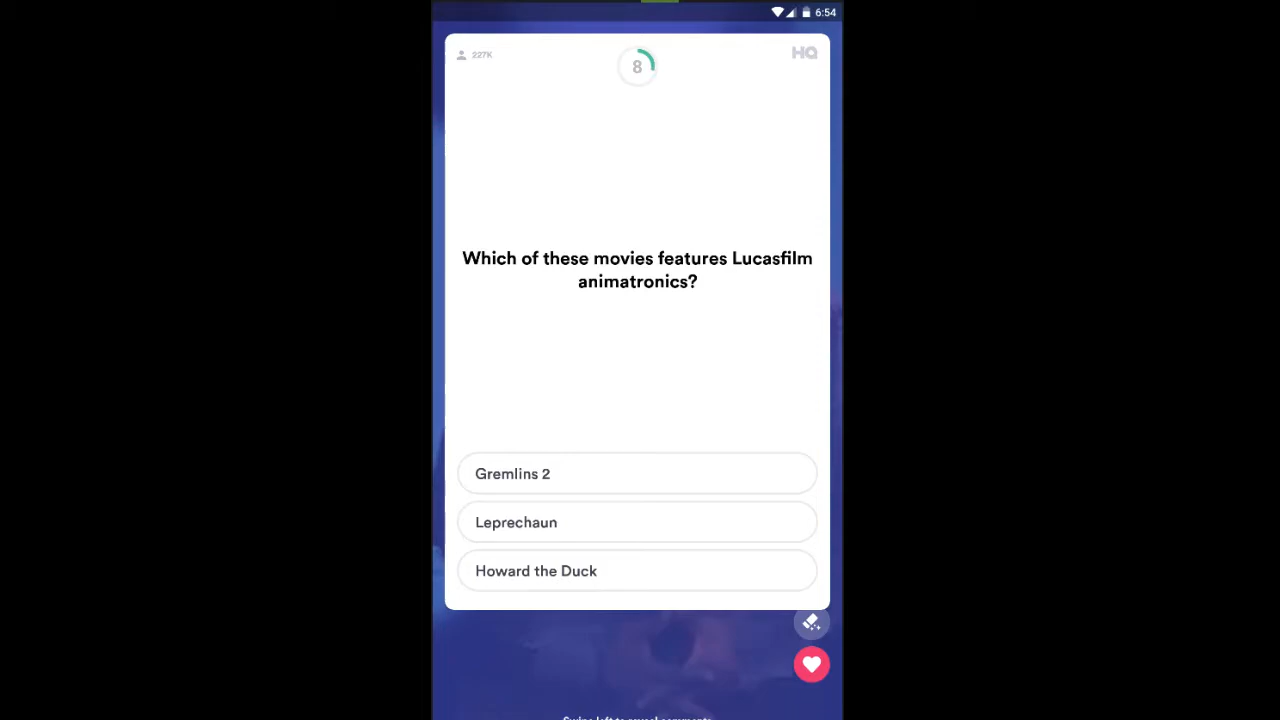 6:54
227K
8
HQ
Which of these movies features Lucasfilm
animatronics?
Gremlins 2
Leprechaun
Howard the Duck